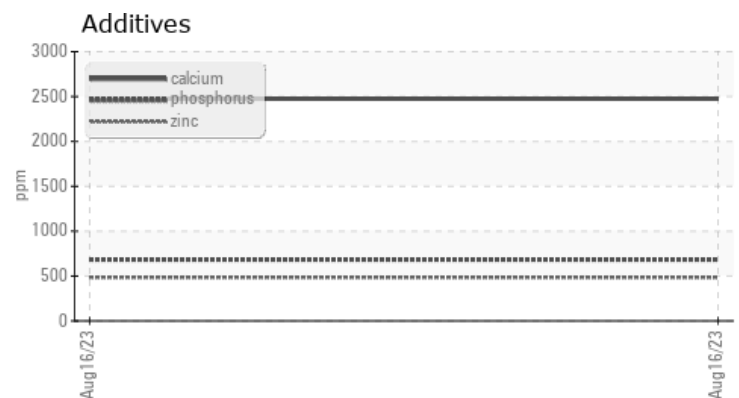 Additives
3000
calcium
2500
phosphorus
zinc
2000
ppm
1500
1000
500
0
Aug16/23
Aug16/23